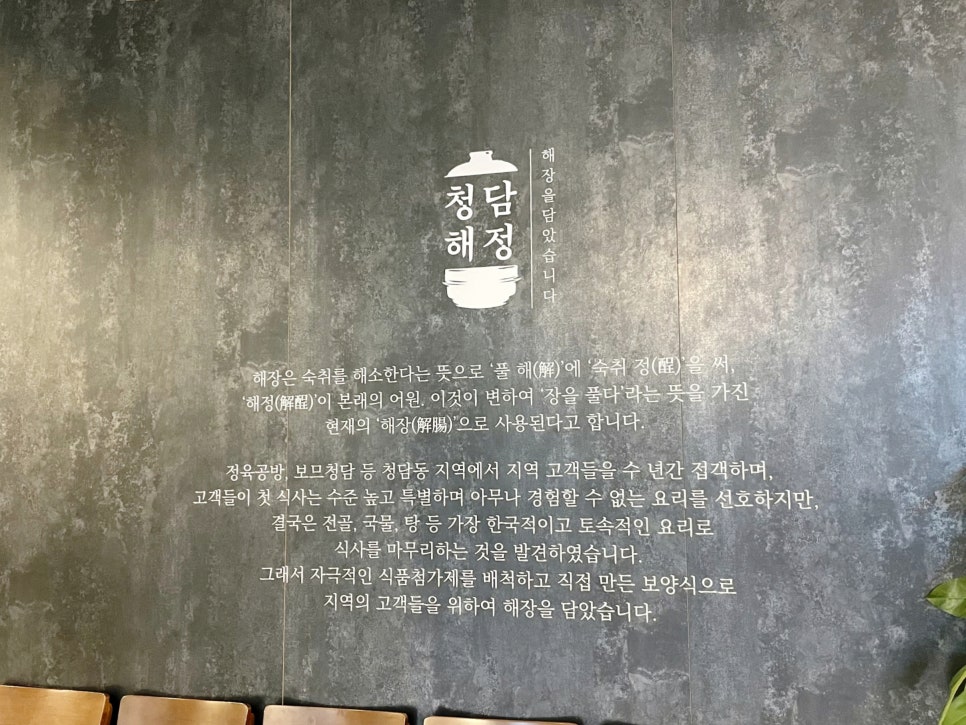 청담
해정
해장을담았습니다
해장은 숙취를 해소한다는 뜻으로 '풀 해(解)'에 '숙취 정(酲)'을 써,
'해정(解酲)'이 본래의 어원. 이것이 변하여 '장을 풀다'라는 뜻을 가진
현재의 '해장(解腸)'으로 사용된다고 합니다.
정육공방, 보므청담 등 청담동 지역에서 지역 고객들을 수 년간 접객하며,
고객들이 첫 식사는 수준 높고 특별하며 아무나 경험할 수 없는 요리를 선호하지만,
결국은 전골, 국물, 탕 등 가장 한국적이고 토속적인 요리로
식사를 마무리하는 것을 발견하였습니다.
그래서 자극적인 식품첨가제를 배척하고 직접 만든 보양식으로
지역의 고객들을 위하여 해장을 담았습니다.